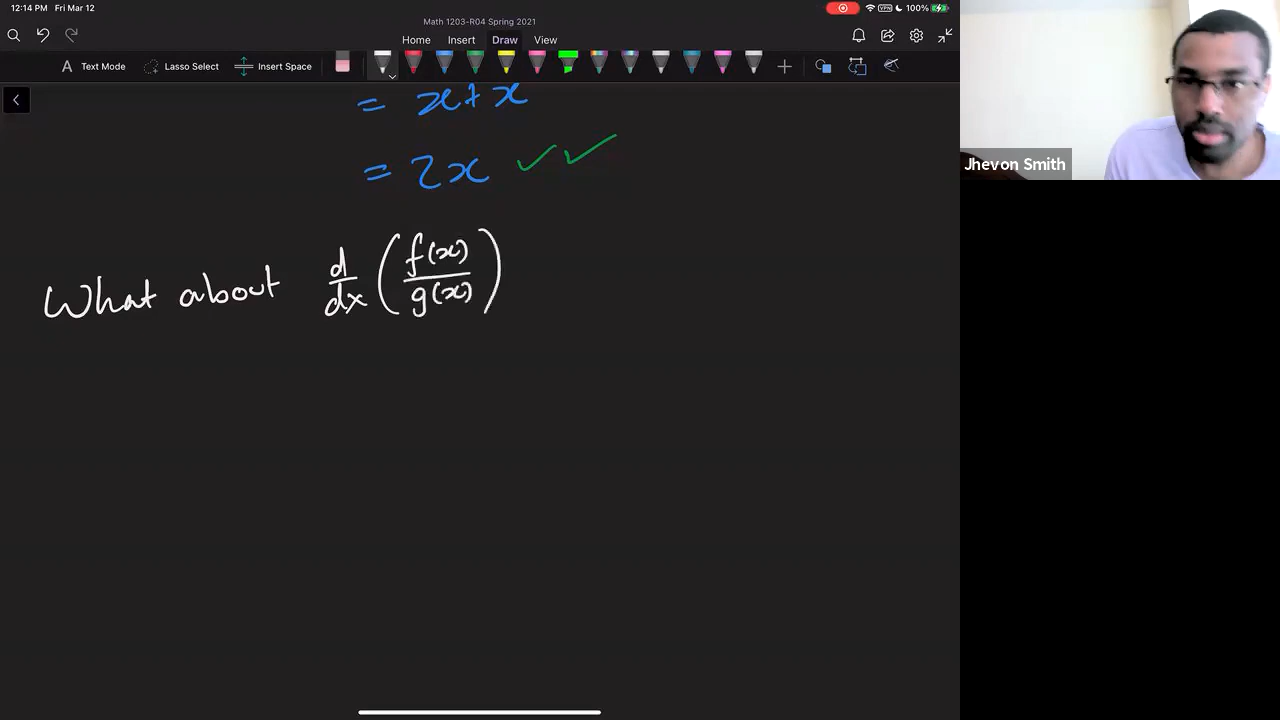 12:14 PM Fri Mar 12
100%
VPN
Math 1203-R04 Spring 2021
Home Insert Draw View
A Text Mode Lasso Select Insert Space
= x + x
= 2x ✓✓
What about d/dx (f(x)/g(x))
Jhevon Smith